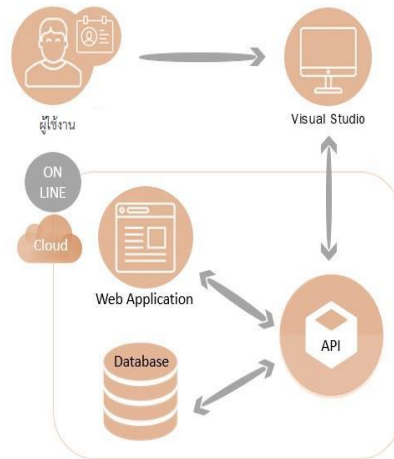 ผู้ใช้งาน
Visual Studio
ON
LINE
Cloud
Web Application
API
Database